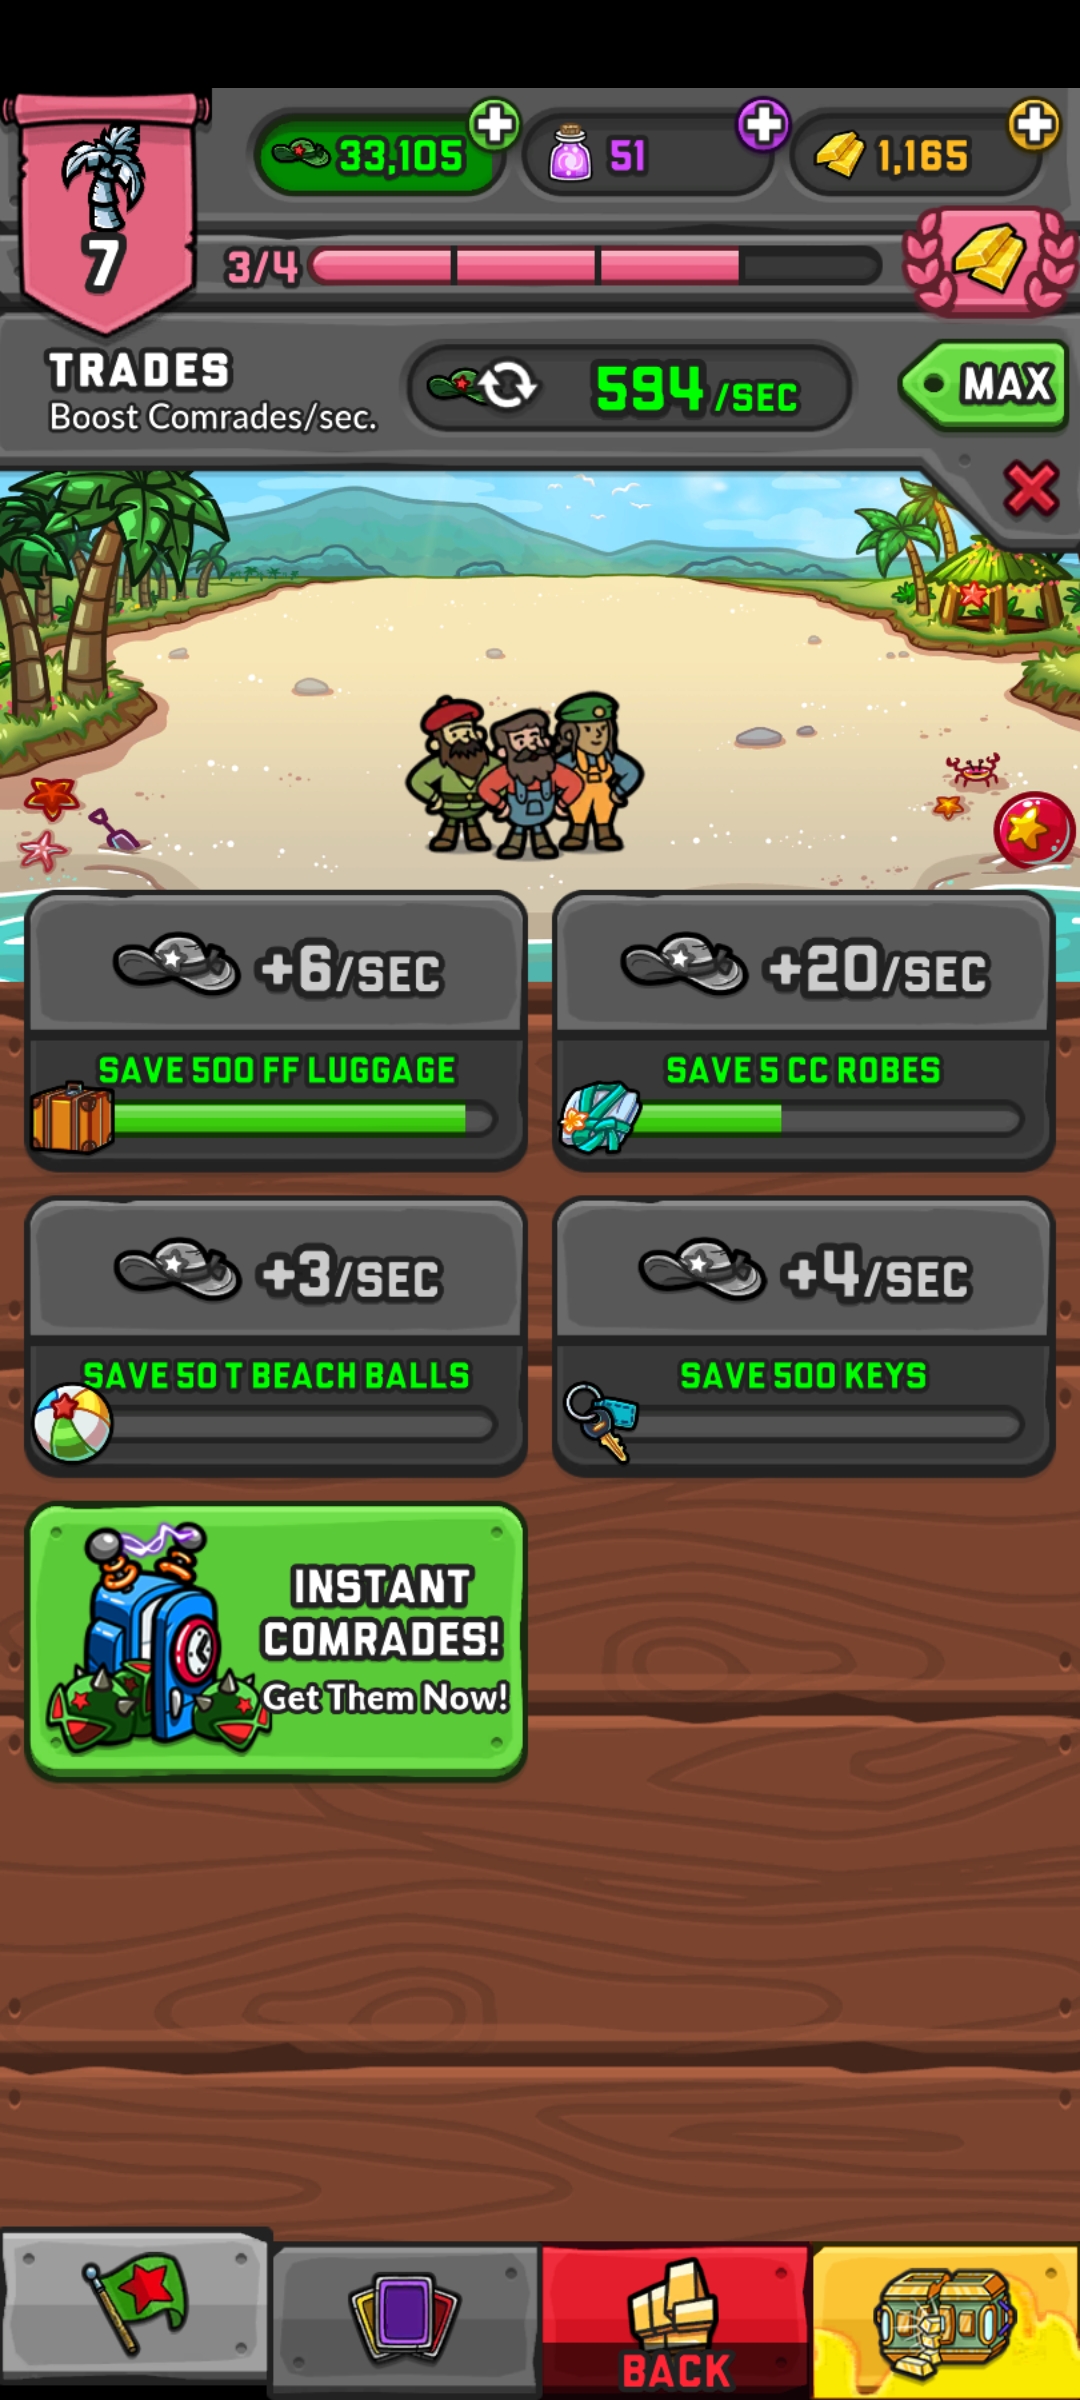 33,105
51
1,165
7
3/4
TRADES
Boost Comrades/sec.
594 /SEC
MAX
+6/SEC
SAVE 500 FF LUGGAGE
+20/SEC
SAVE 5 CC ROBES
+3/SEC
SAVE 50 T BEACH BALLS
+4/SEC
SAVE 500 KEYS
INSTANT
COMRADES!
Get Them Now!
BACK